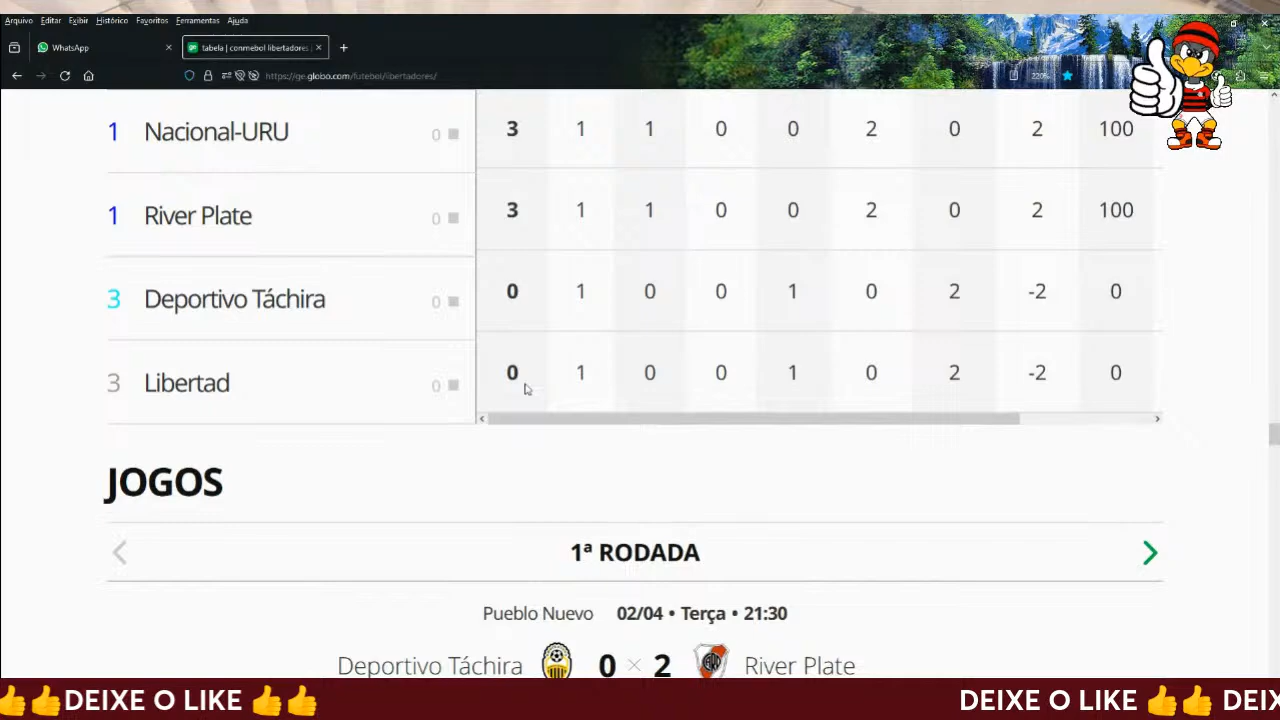 Arquivo Editar Exibir Histórico Favoritos Ferramentas Ajuda
WhatsApp × tabela | conmebol libertadores × +
https://ge.globo.com/futebol/libertadores/ 220%
1 Nacional-URU 0 3 1 1 0 0 2 0 2 100
1 River Plate 0 3 1 1 0 0 2 0 2 100
3 Deportivo Táchira 0 0 1 0 0 1 0 2 -2 0
3 Libertad 0 0 1 0 0 1 0 2 -2 0
JOGOS
1ª RODADA
Pueblo Nuevo 02/04 • Terça • 21:30
Deportivo Táchira 0 × 2 River Plate
👍👍DEIXE O LIKE 👍👍 DEIXE O LIKE 👍👍 DEIX